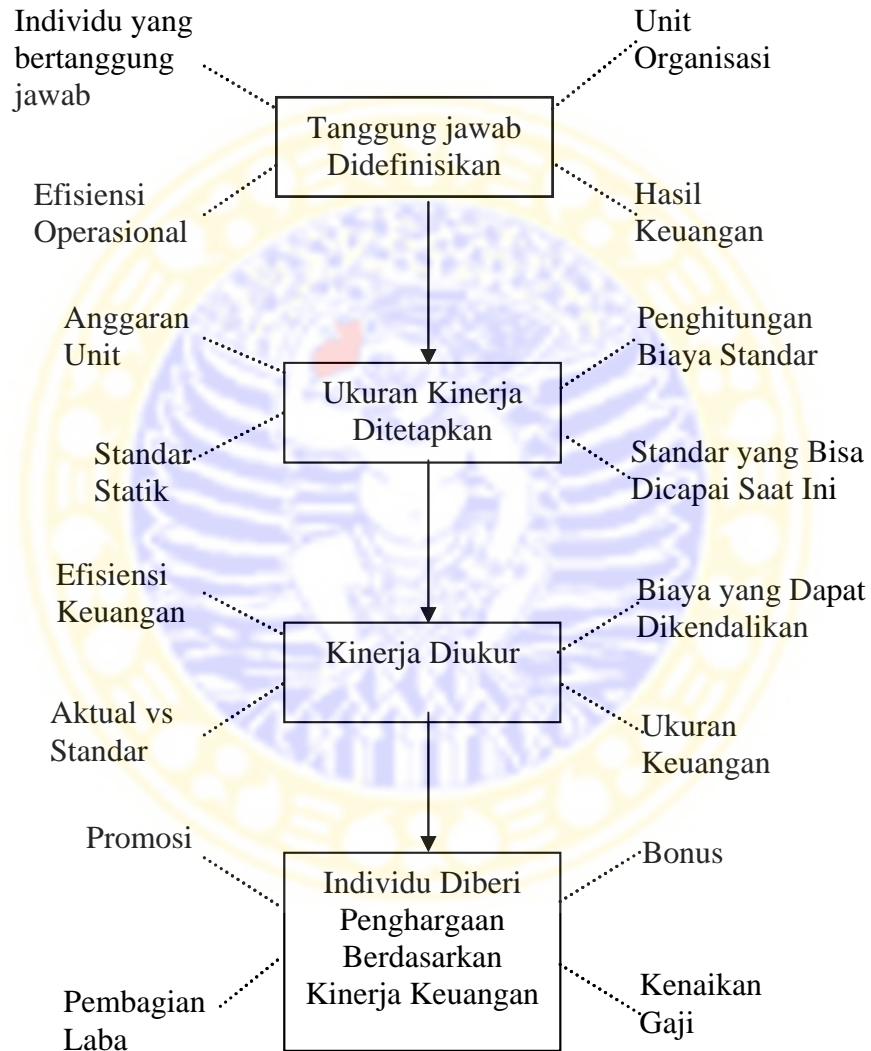 Individu yang
bertanggung
jawab
Unit
Organisasi
Tanggung jawab
Didefinisikan
Efisiensi
Operasional
Hasil
Keuangan
Anggaran
Unit
Penghitungan
Biaya Standar
Ukuran Kinerja
Ditetapkan
Standar
Statik
Standar yang Bisa
Dicapai Saat Ini
Efisiensi
Keuangan
Biaya yang Dapat
Dikendalikan
Kinerja Diukur
Aktual vs
Standar
Ukuran
Keuangan
Promosi
Bonus
Individu Diberi
Penghargaan
Berdasarkan
Kinerja Keuangan
Pembagian
Laba
Kenaikan
Gaji